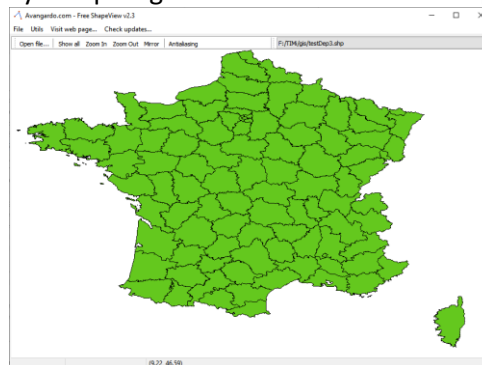 Avangardo.com - Free ShapeView v2.3
File Utils Visit web page... Check updates...
Open file... Show all Zoom In Zoom Out Mirror Antialiasing F:/TIMi/gis/testDep3.shp
(9.22, 46.59)